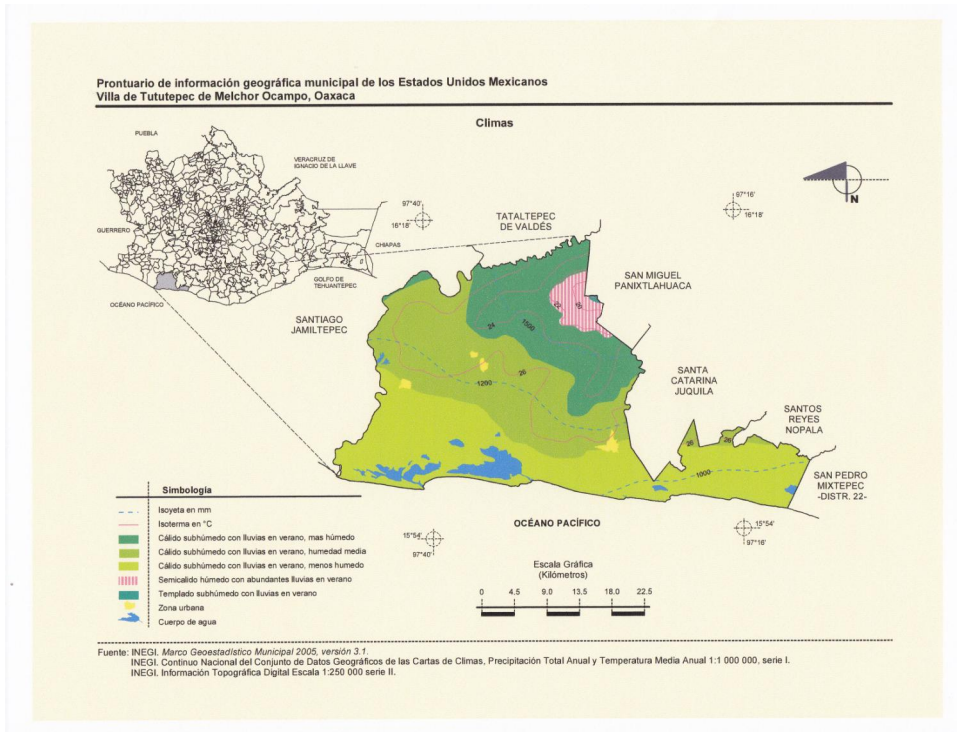 Prontuario de información geográfica municipal de los Estados Unidos Mexicanos
Villa de Tututepec de Melchor Ocampo, Oaxaca
Climas
PUEBLA
VERACRUZ DE
IGNACIO DE LA LLAVE
GUERRERO
CHIAPAS
GOLFO DE
TEHUANTEPEC
OCÉANO PACÍFICO
97°40'
16°18'
97°16'
16°18'
N
TATALTEPEC
DE VALDÉS
SAN MIGUEL
PANIXTLAHUACA
SANTIAGO
JAMILTEPEC
SANTA
CATARINA
JUQUILA
SANTOS
REYES
NOPALA
SAN PEDRO
MIXTEPEC
-DISTR. 22-
22
20
26
1500
26
1200
26
26
1000
OCÉANO PACÍFICO
15°54'
97°40'
15°54'
97°16'
Simbología
Isoyeta en mm
Isoterma en °C
Cálido subhúmedo con lluvias en verano, mas húmedo
Cálido subhúmedo con lluvias en verano, humedad media
Cálido subhúmedo con lluvias en verano, menos humedo
Semicalido húmedo con abundantes lluvias en verano
Templado subhúmedo con lluvias en verano
Zona urbana
Cuerpo de agua
Escala Gráfica
(Kilómetros)
0 4.5 9.0 13.5 18.0 22.5
Fuente: INEGI. Marco Geoestadístico Municipal 2005, versión 3.1.
INEGI. Continuo Nacional del Conjunto de Datos Geográficos de las Cartas de Climas, Precipitación Total Anual y Temperatura Media Anual 1:1 000 000, serie I.
INEGI. Información Topográfica Digital Escala 1:250 000 serie II.